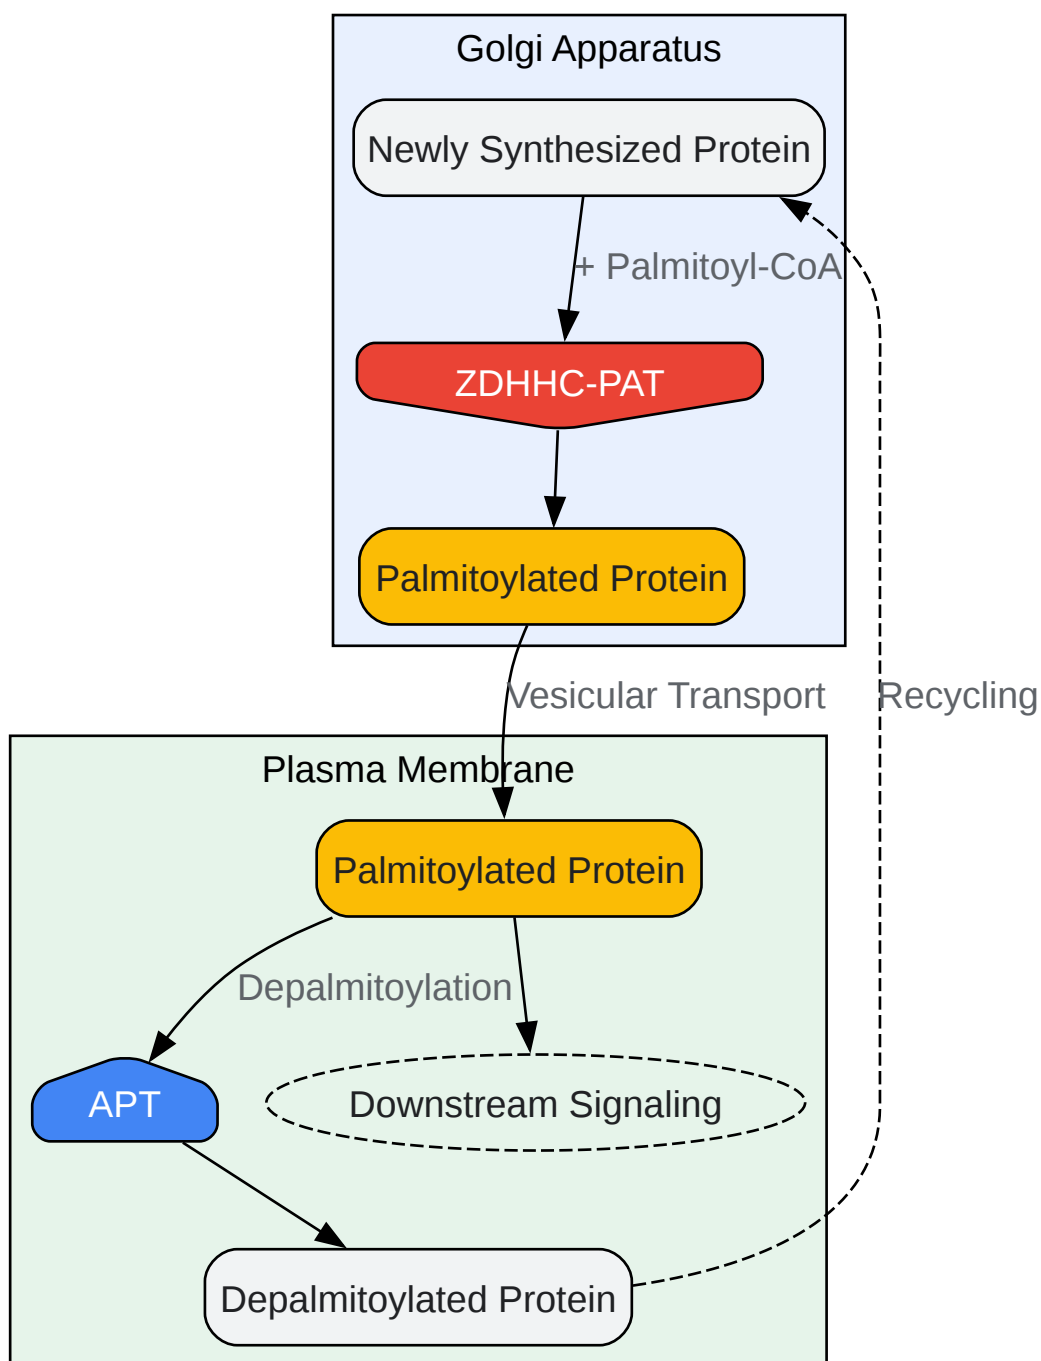 Golgi Apparatus
Newly Synthesized Protein
+ Palmitoyl-CoA
ZDHHC-PAT
Palmitoylated Protein
Vesicular Transport
Recycling
Plasma Membrane
Palmitoylated Protein
Depalmitoylation
APT
Downstream Signaling
Depalmitoylated Protein